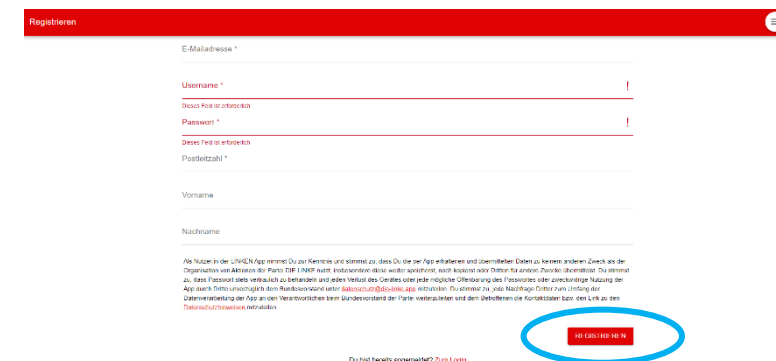 Registrieren
E-Mailadresse *
Username *
!
Dieses Feld ist erforderlich
Passwort *
!
Dieses Feld ist erforderlich
Postleitzahl *
Vorname
Nachname
Als Nutzer:in der LINKEN App nimmst Du zur Kenntnis und stimmst zu, dass Du die per App erhaltenen und übermittelten Daten zu keinem anderen Zweck als der
Organisation von Aktionen der Partei DIE LINKE nutzt, insbesondere diese weder speicherst, noch kopierst oder Dritten für andere Zwecke übermittelst. Du stimmst
zu, dass Passwort stets vertraulich zu behandeln und jeden Verlust des Gerätes oder jede mögliche Offenbarung des Passwortes oder zweckwidrige Nutzung der
App durch Dritte unverzüglich dem Bundesvorstand unter datenschutz@die-linke.app mitzuteilen. Du stimmst zu, jede Nachfrage Dritter zum Umfang der
Datenverarbeitung der App an den Verantwortlichen beim Bundesvorstand der Partei weiterzuleiten und dem Betroffenen die Kontaktdaten bzw. den Link zu den
Datenschutzhinweisen mitzuteilen.
REGISTRIEREN
Du bist bereits angemeldet? Zum Login